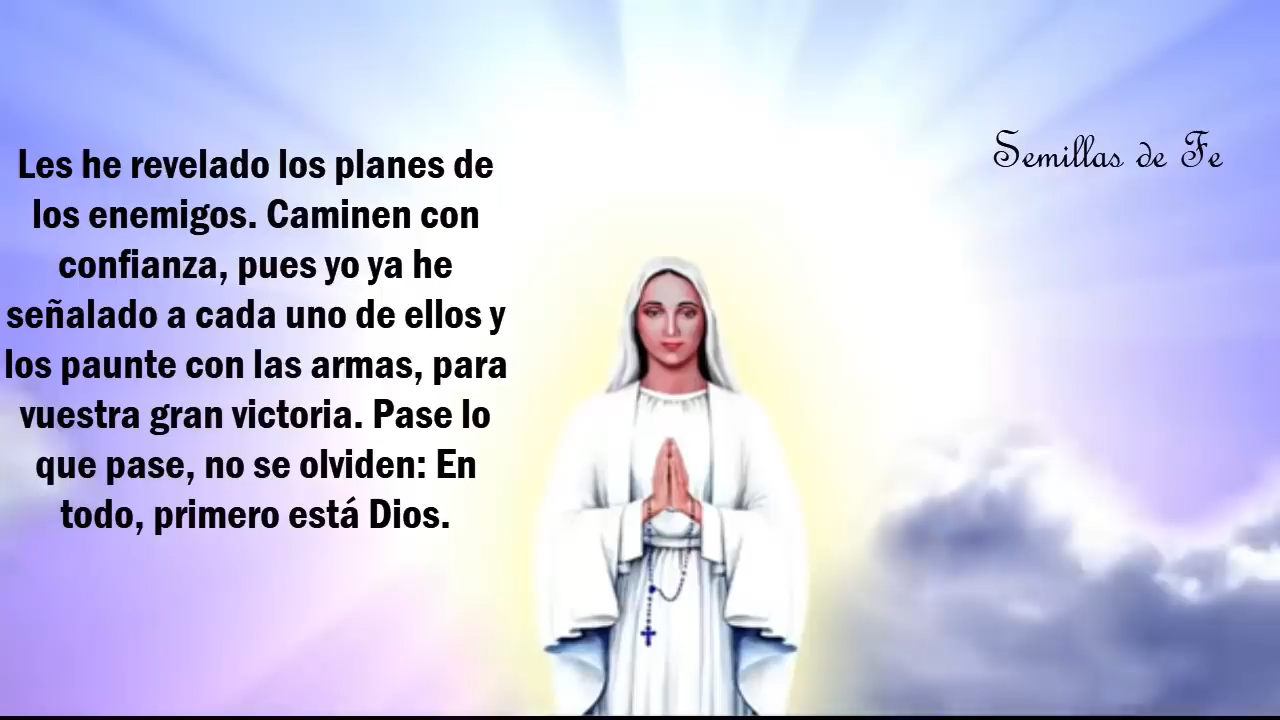 Les he revelado los planes de
los enemigos. Caminen con
confianza, pues yo ya he
señalado a cada uno de ellos y
los paunte con las armas, para
vuestra gran victoria. Pase lo
que pase, no se olviden: En
todo, primero está Dios.
Semillas de Fe